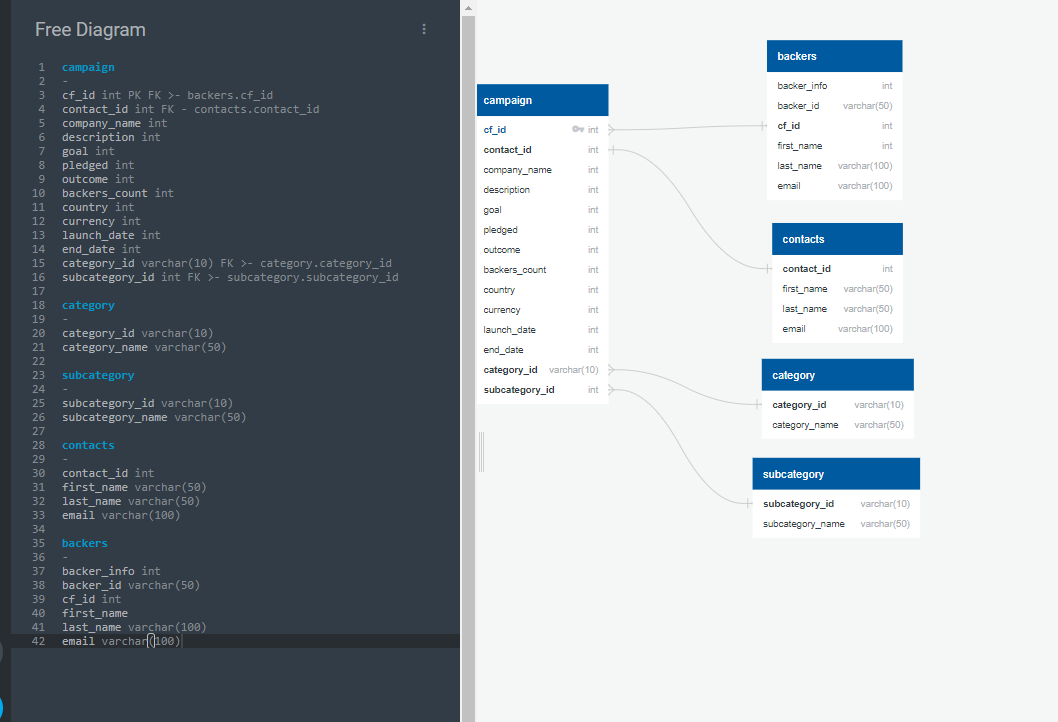 Free Diagram
1 campaign
2 -
3 cf_id int PK FK >- backers.cf_id
4 contact_id int FK - contacts.contact_id
5 company_name int
6 description int
7 goal int
8 pledged int
9 outcome int
10 backers_count int
11 country int
12 currency int
13 launch_date int
14 end_date int
15 category_id varchar(10) FK >- category.category_id
16 subcategory_id int FK >- subcategory.subcategory_id
17
18 category
19 -
20 category_id varchar(10)
21 category_name varchar(50)
22
23 subcategory
24 -
25 subcategory_id varchar(10)
26 subcategory_name varchar(50)
27
28 contacts
29 -
30 contact_id int
31 first_name varchar(50)
32 last_name varchar(50)
33 email varchar(100)
34
35 backers
36 -
37 backer_info int
38 backer_id varchar(50)
39 cf_id int
40 first_name
41 last_name varchar(100)
42 email varchar(100)
campaign
cf_id int
contact_id int
company_name int
description int
goal int
pledged int
outcome int
backers_count int
country int
currency int
launch_date int
end_date int
category_id varchar(10)
subcategory_id int
backers
backer_info int
backer_id varchar(50)
cf_id int
first_name int
last_name varchar(100)
email varchar(100)
contacts
contact_id int
first_name varchar(50)
last_name varchar(50)
email varchar(100)
category
category_id varchar(10)
category_name varchar(50)
subcategory
subcategory_id varchar(10)
subcategory_name varchar(50)